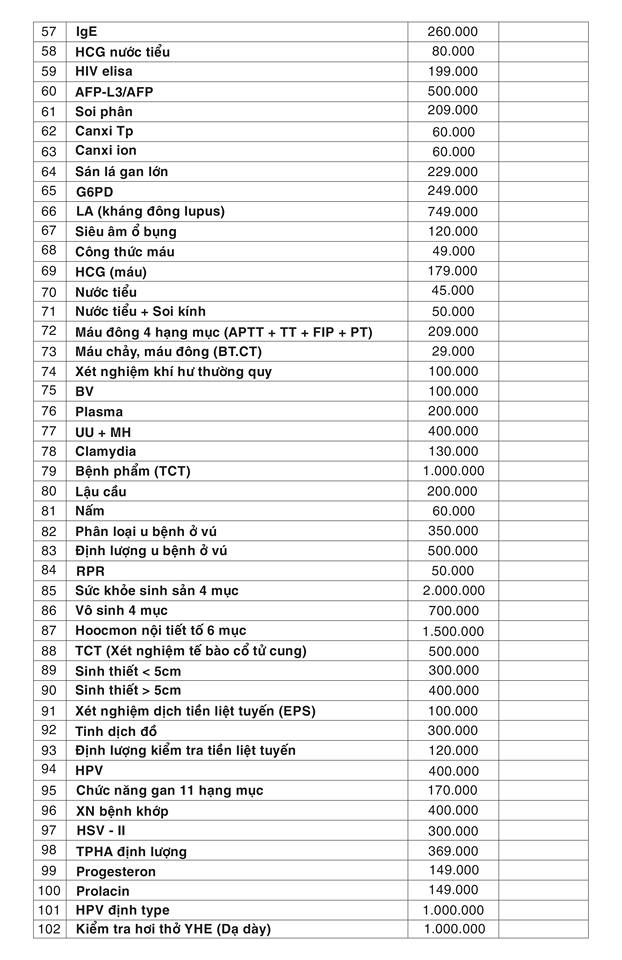 57 IgE 260.000
58 HCG nước tiểu 80.000
59 HIV elisa 199.000
60 AFP-L3/AFP 500.000
61 Soi phân 209.000
62 Canxi Tp 60.000
63 Canxi ion 60.000
64 Sán lá gan lớn 229.000
65 G6PD 249.000
66 LA (kháng đông lupus) 749.000
67 Siêu âm ổ bụng 120.000
68 Công thức máu 49.000
69 HCG (máu) 179.000
70 Nước tiểu 45.000
71 Nước tiểu + Soi kính 50.000
72 Máu đông 4 hạng mục (APTT + TT + FIP + PT) 209.000
73 Máu chảy, máu đông (BT.CT) 29.000
74 Xét nghiệm khí hư thường quy 100.000
75 BV 100.000
76 Plasma 200.000
77 UU + MH 400.000
78 Clamydia 130.000
79 Bệnh phẩm (TCT) 1.000.000
80 Lậu cầu 200.000
81 Nấm 60.000
82 Phân loại u bệnh ở vú 350.000
83 Định lượng u bệnh ở vú 500.000
84 RPR 50.000
85 Sức khỏe sinh sản 4 mục 2.000.000
86 Vô sinh 4 mục 700.000
87 Hoocmon nội tiết tố 6 mục 1.500.000
88 TCT (Xét nghiệm tế bào cổ tử cung) 500.000
89 Sinh thiết < 5cm 300.000
90 Sinh thiết > 5cm 400.000
91 Xét nghiệm dịch tiền liệt tuyến (EPS) 100.000
92 Tinh dịch đồ 300.000
93 Định lượng kiểm tra tiền liệt tuyến 120.000
94 HPV 400.000
95 Chức năng gan 11 hạng mục 170.000
96 XN bệnh khớp 400.000
97 HSV - II 300.000
98 TPHA định lượng 369.000
99 Progesteron 149.000
100 Prolacin 149.000
101 HPV định type 1.000.000
102 Kiểm tra hơi thở YHE (Dạ dày) 1.000.000